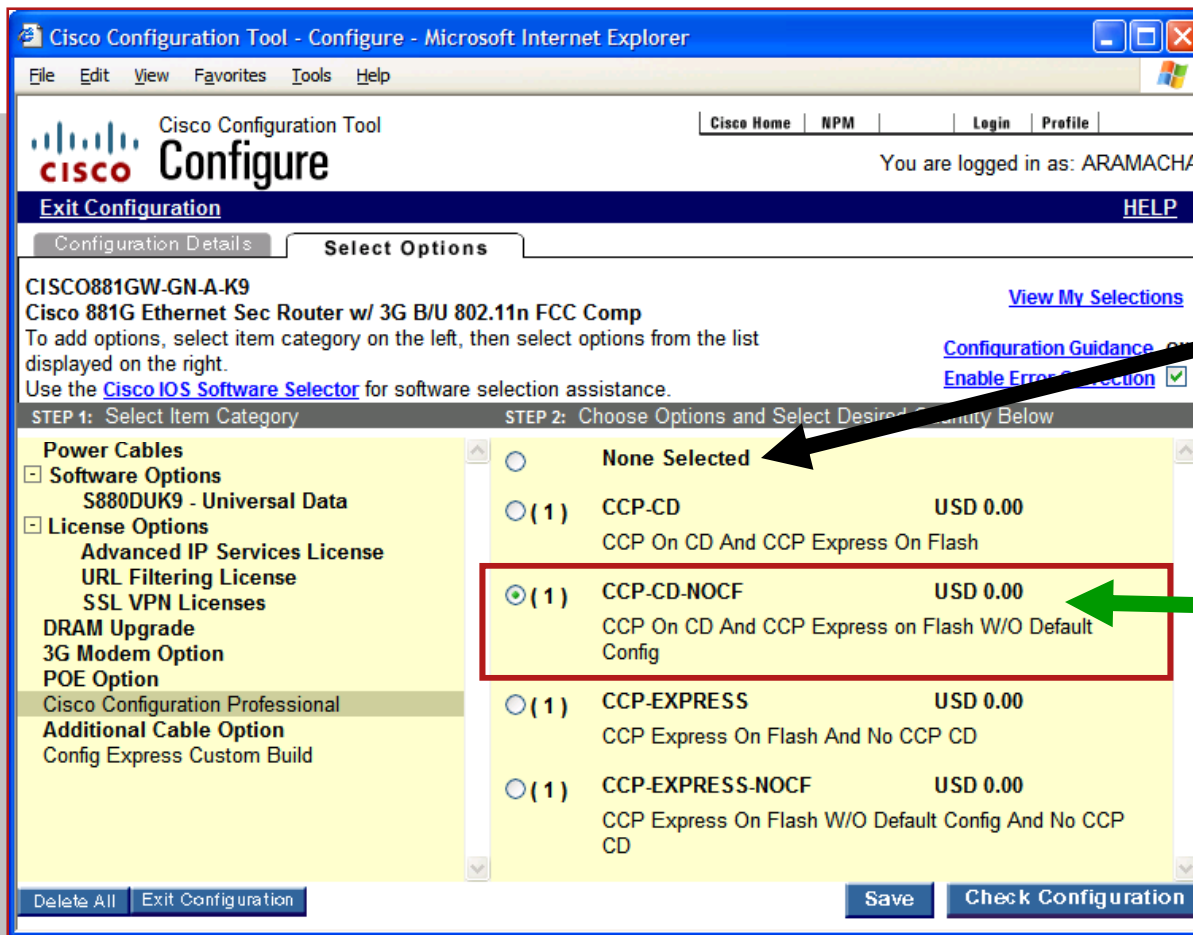 Cisco Configuration Tool - Configure - Microsoft Internet Explorer
File Edit View Favorites Tools Help
Cisco Configuration Tool
Configure
CISCO
Cisco Home NPM Login Profile
You are logged in as: ARAMACHA
Exit Configuration HELP
Configuration Details Select Options
CISCO881GW-GN-A-K9
Cisco 881G Ethernet Sec Router w/ 3G B/U 802.11n FCC Comp
To add options, select item category on the left, then select options from the list
displayed on the right.
Use the Cisco IOS Software Selector for software selection assistance.
View My Selections
Configuration Guidance
Enable Error Correction
STEP 1: Select Item Category
STEP 2: Choose Options and Select Desired Quantity Below
Power Cables
Software Options
S880DUK9 - Universal Data
License Options
Advanced IP Services License
URL Filtering License
SSL VPN Licenses
DRAM Upgrade
3G Modem Option
POE Option
Cisco Configuration Professional
Additional Cable Option
Config Express Custom Build
None Selected
(1) CCP-CD USD 0.00
CCP On CD And CCP Express On Flash
(1) CCP-CD-NOCF USD 0.00
CCP On CD And CCP Express on Flash W/O Default
Config
(1) CCP-EXPRESS USD 0.00
CCP Express On Flash And No CCP CD
(1) CCP-EXPRESS-NOCF USD 0.00
CCP Express On Flash W/O Default Config And No CCP
CD
Delete All Exit Configuration Save Check Configuration